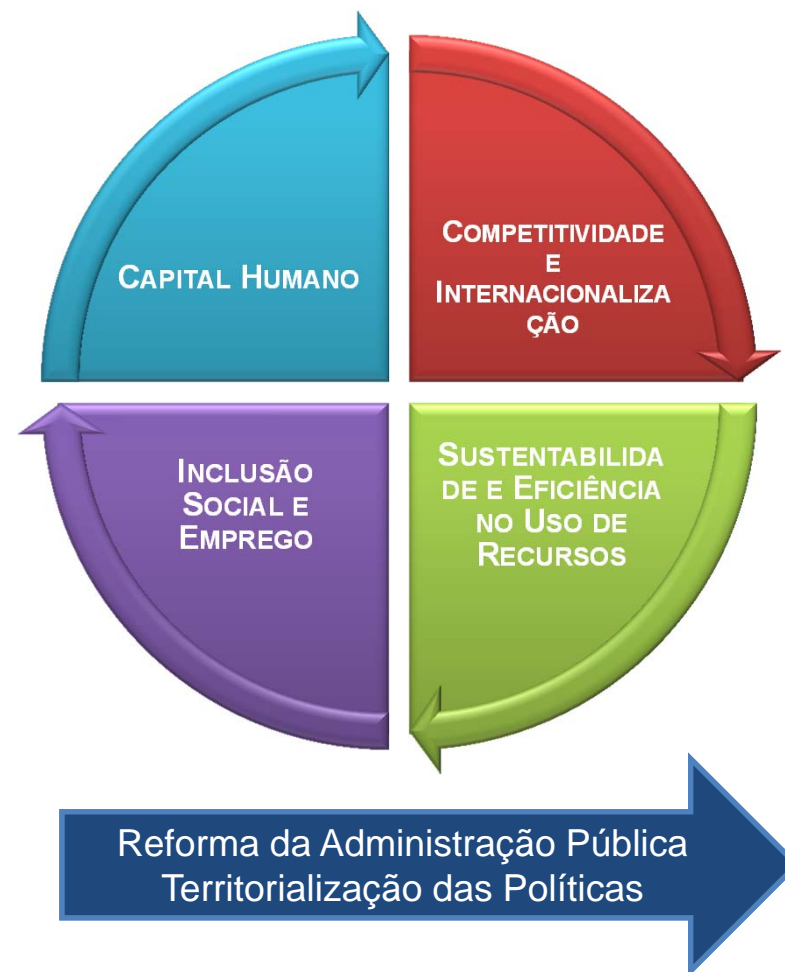 CAPITAL HUMANO
COMPETITIVIDADE
E
INTERNACIONALIZA
ÇÃO
INCLUSÃO
SOCIAL E
EMPREGO
SUSTENTABILIDA
DE E EFICIÊNCIA
NO USO DE
RECURSOS
Reforma da Administração Pública
Territorialização das Políticas